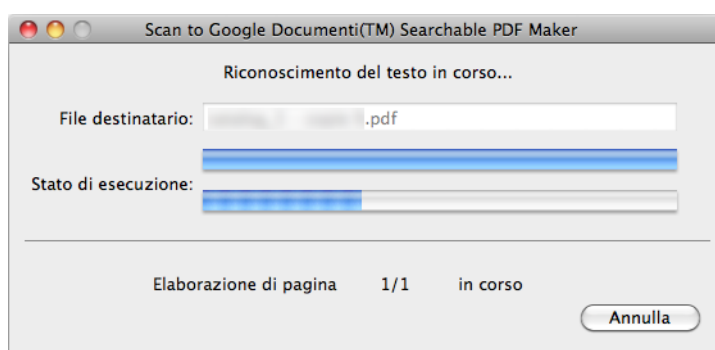 Scan to Google Documenti(TM) Searchable PDF Maker
Riconoscimento del testo in corso...
File destinatario: .pdf
Stato di esecuzione:
Elaborazione di pagina 1/1 in corso
Annulla